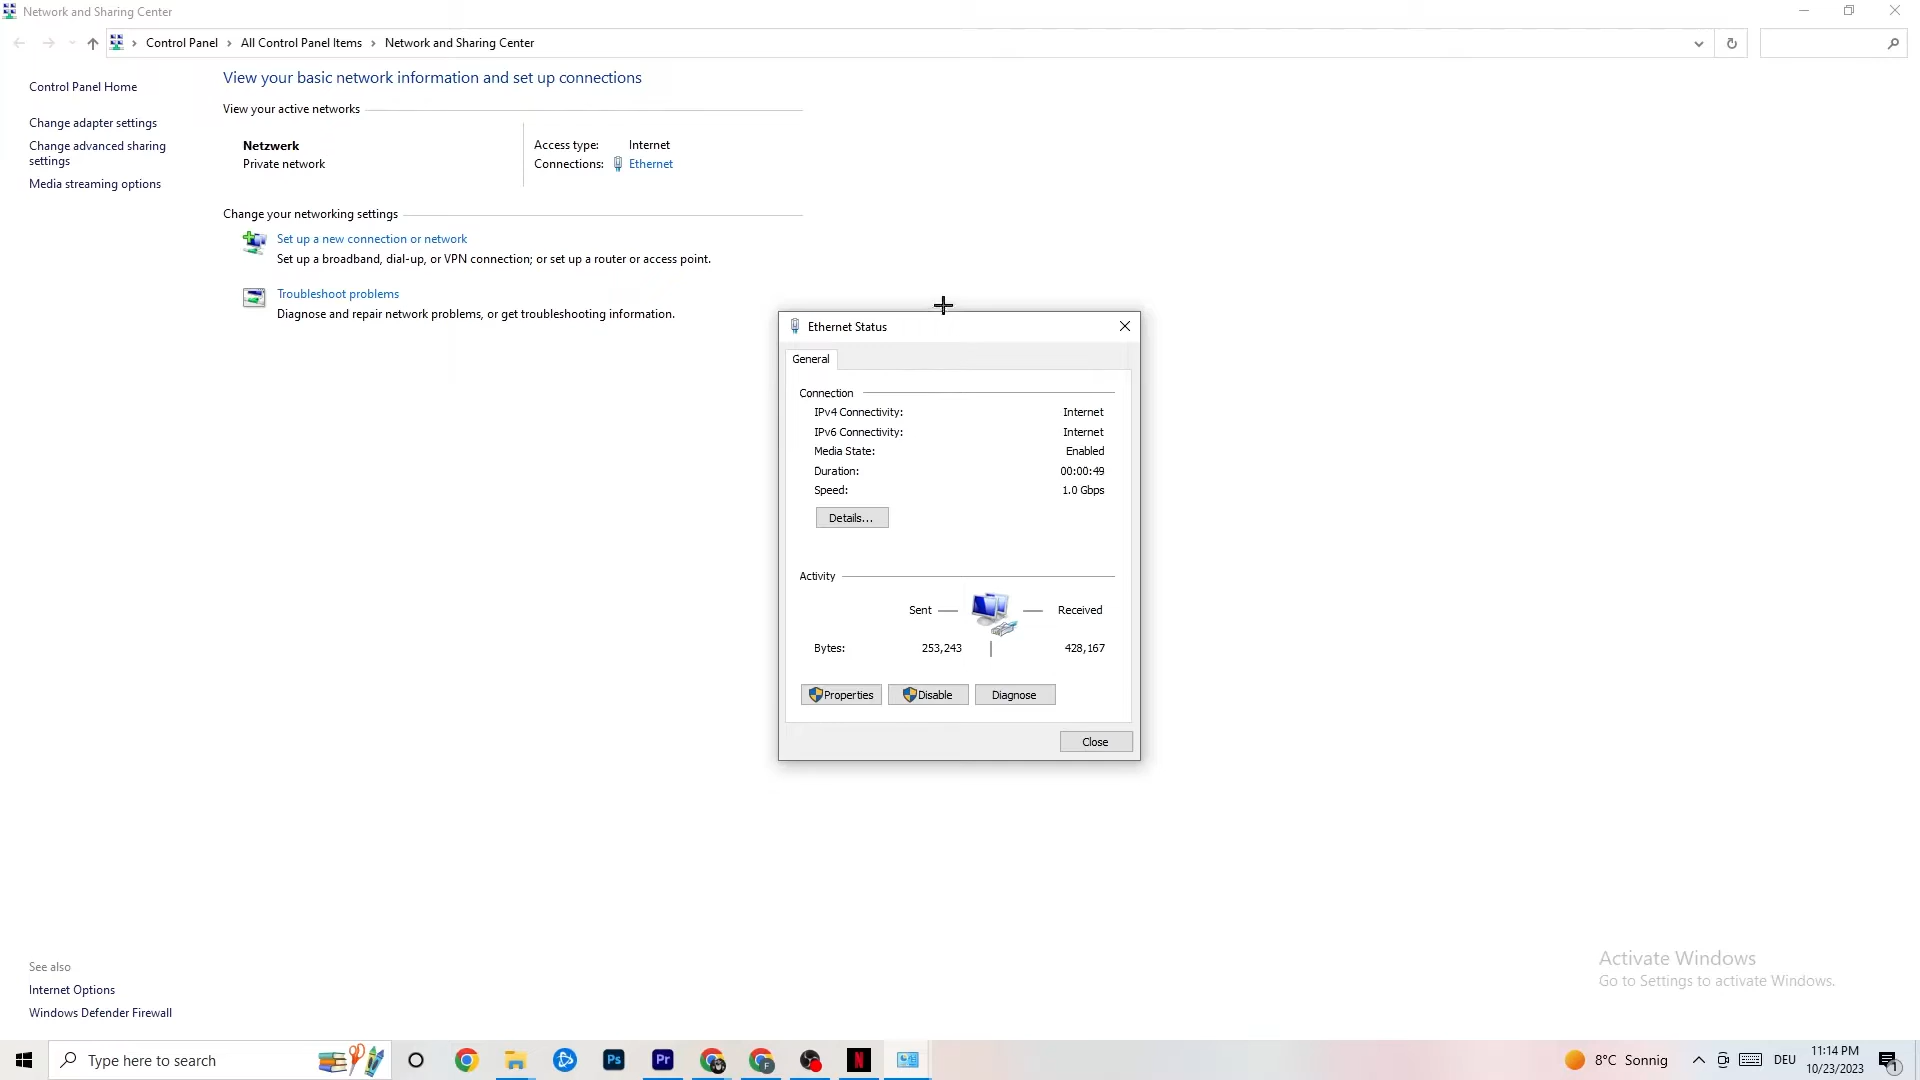 Network and Sharing Center
Control Panel > All Control Panel Items > Network and Sharing Center
Control Panel Home
Change adapter settings
Change advanced sharing
settings
Media streaming options
View your basic network information and set up connections
View your active networks
Netzwerk
Private network
Access type: Internet
Connections: Ethernet
Change your networking settings
Set up a new connection or network
Set up a broadband, dial-up, or VPN connection; or set up a router or access point.
Troubleshoot problems
Diagnose and repair network problems, or get troubleshooting information.
Ethernet Status
General
Connection
IPv4 Connectivity: Internet
IPv6 Connectivity: Internet
Media State: Enabled
Duration: 00:00:49
Speed: 1.0 Gbps
Details...
Activity
Sent Received
Bytes: 253,243 428,167
Properties Disable Diagnose
Close
See also
Internet Options
Windows Defender Firewall
Activate Windows
Go to Settings to activate Windows.
Type here to search
Ps
Pr
F
N
8°C Sonnig
DEU
11:14 PM
10/23/2023
1